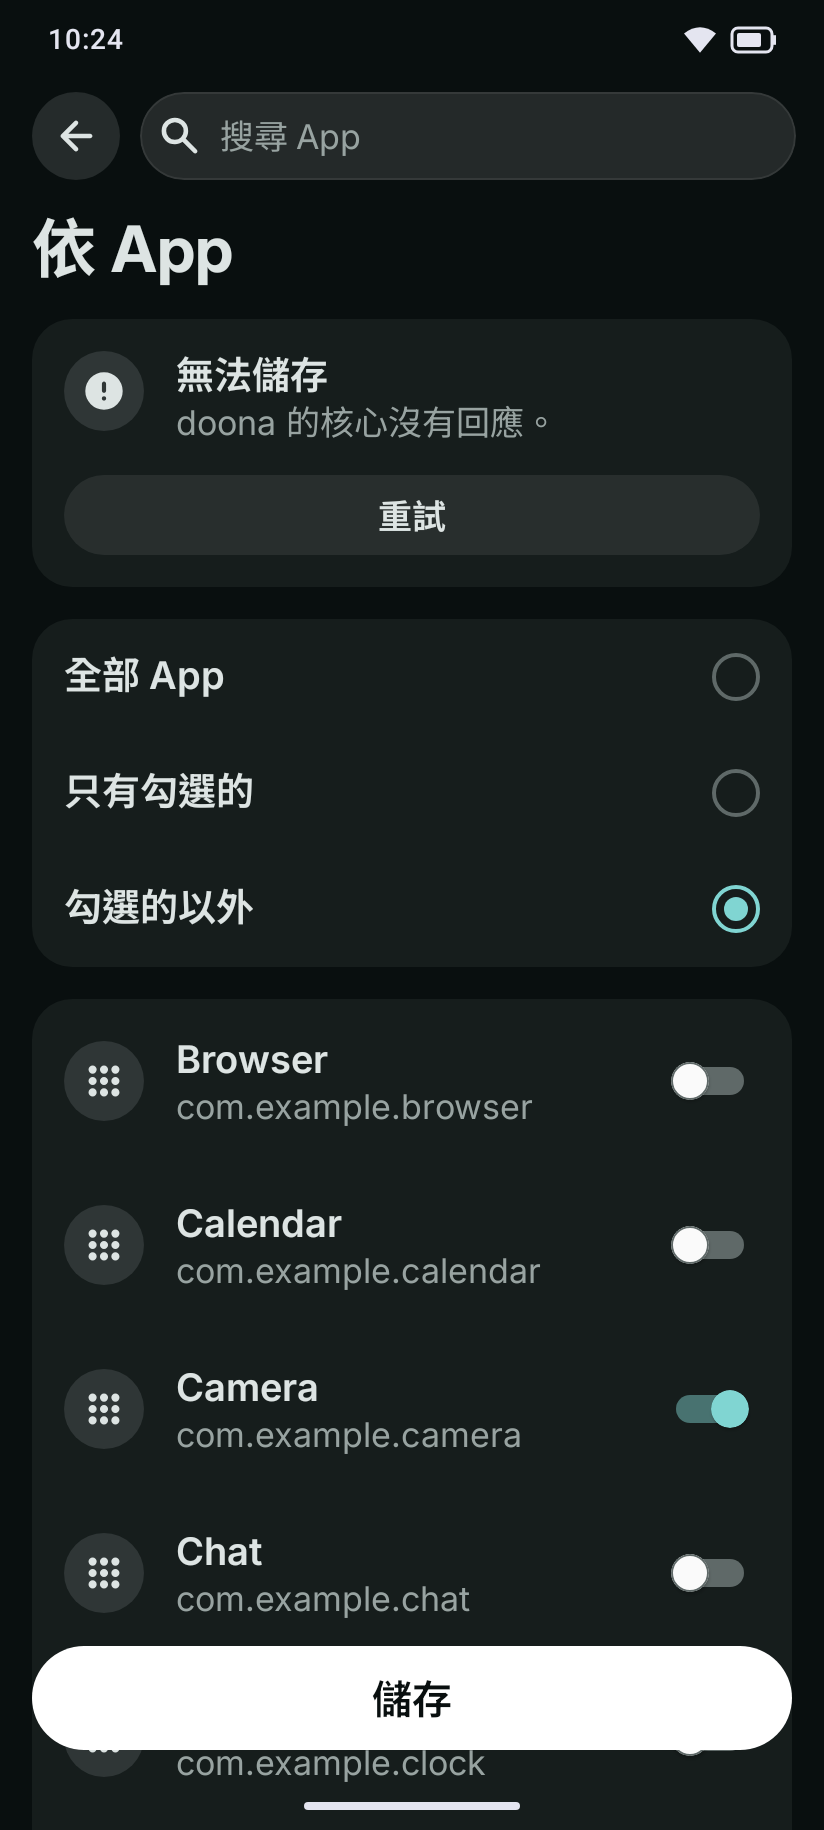 10:24
搜尋 App
依 App
無法儲存
doona 的核心沒有回應。
重試
全部 App
只有勾選的
勾選的以外
Browser
com.example.browser
Calendar
com.example.calendar
Camera
com.example.camera
Chat
com.example.chat
儲存
com.example.clock